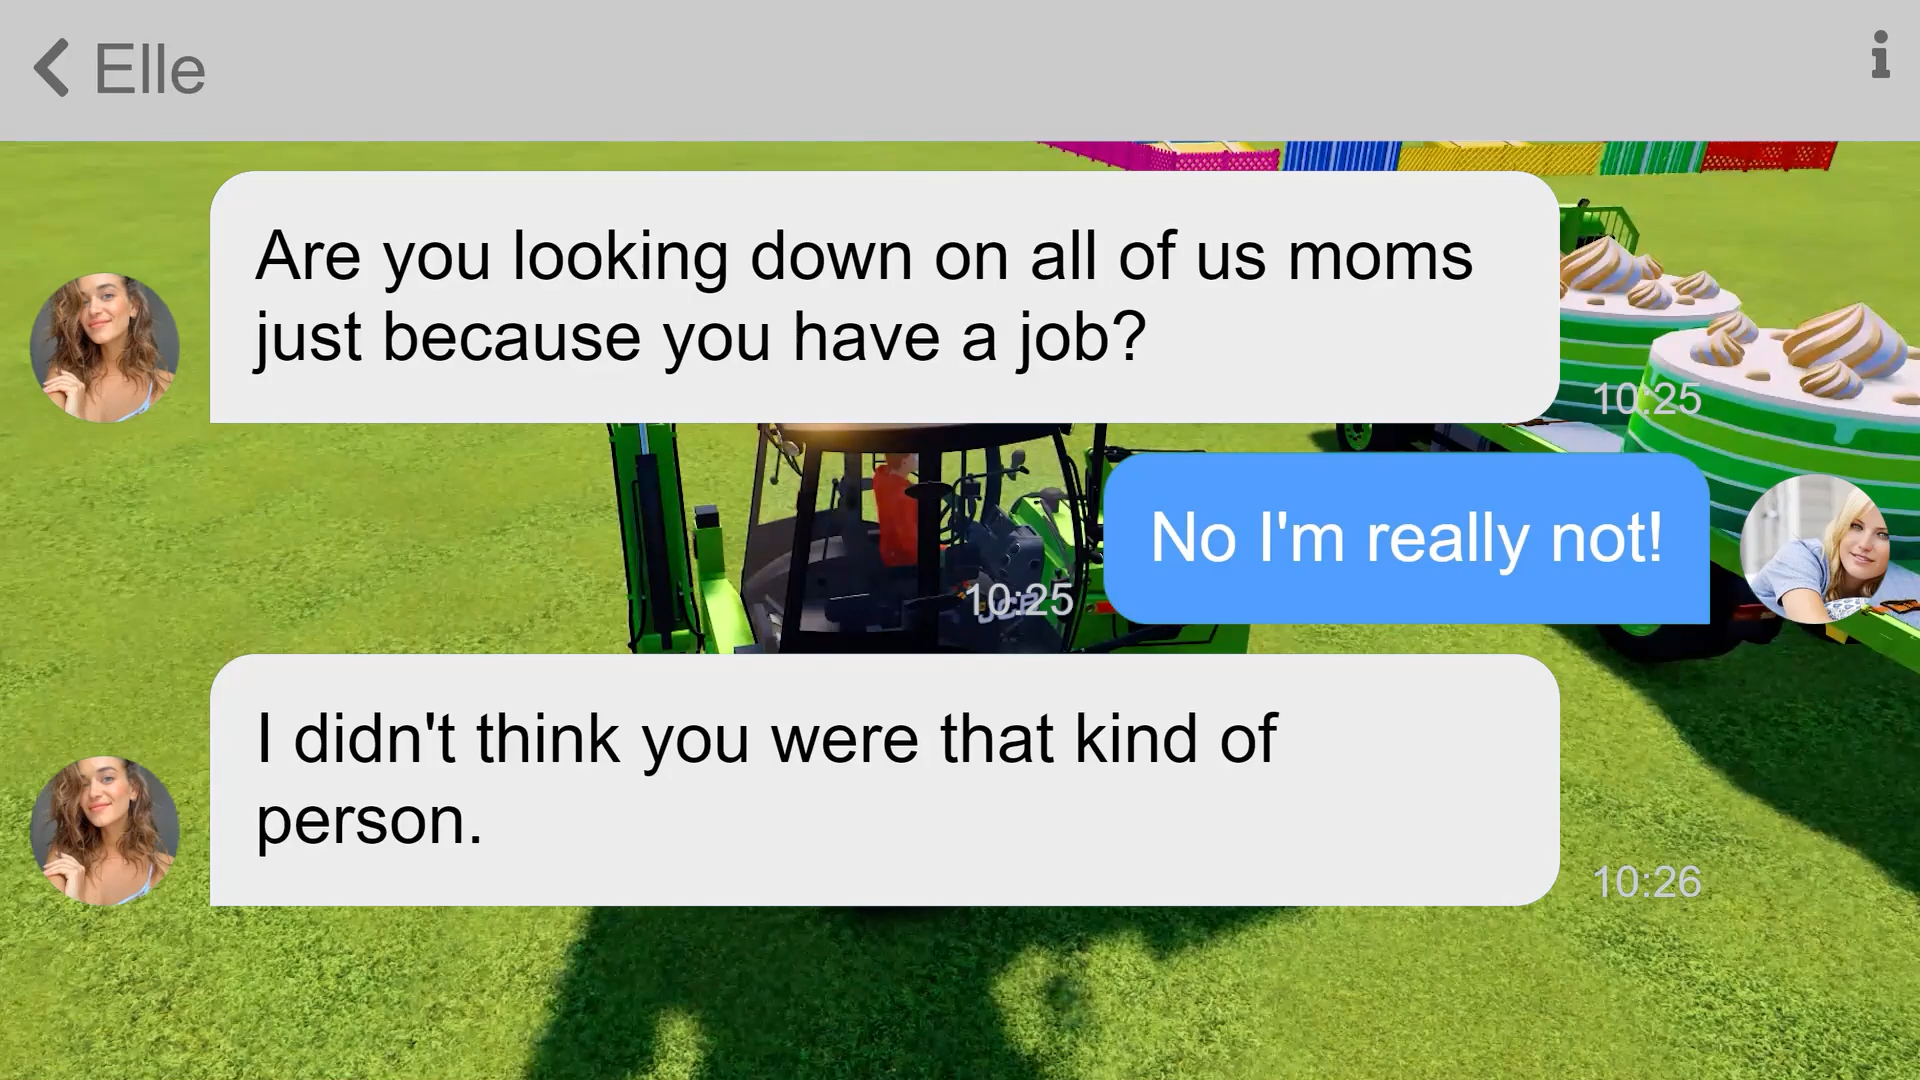 Elle
Are you looking down on all of us moms
just because you have a job?
10:25
No I'm really not!
10:25
JCB
I didn't think you were that kind of
person.
10:26